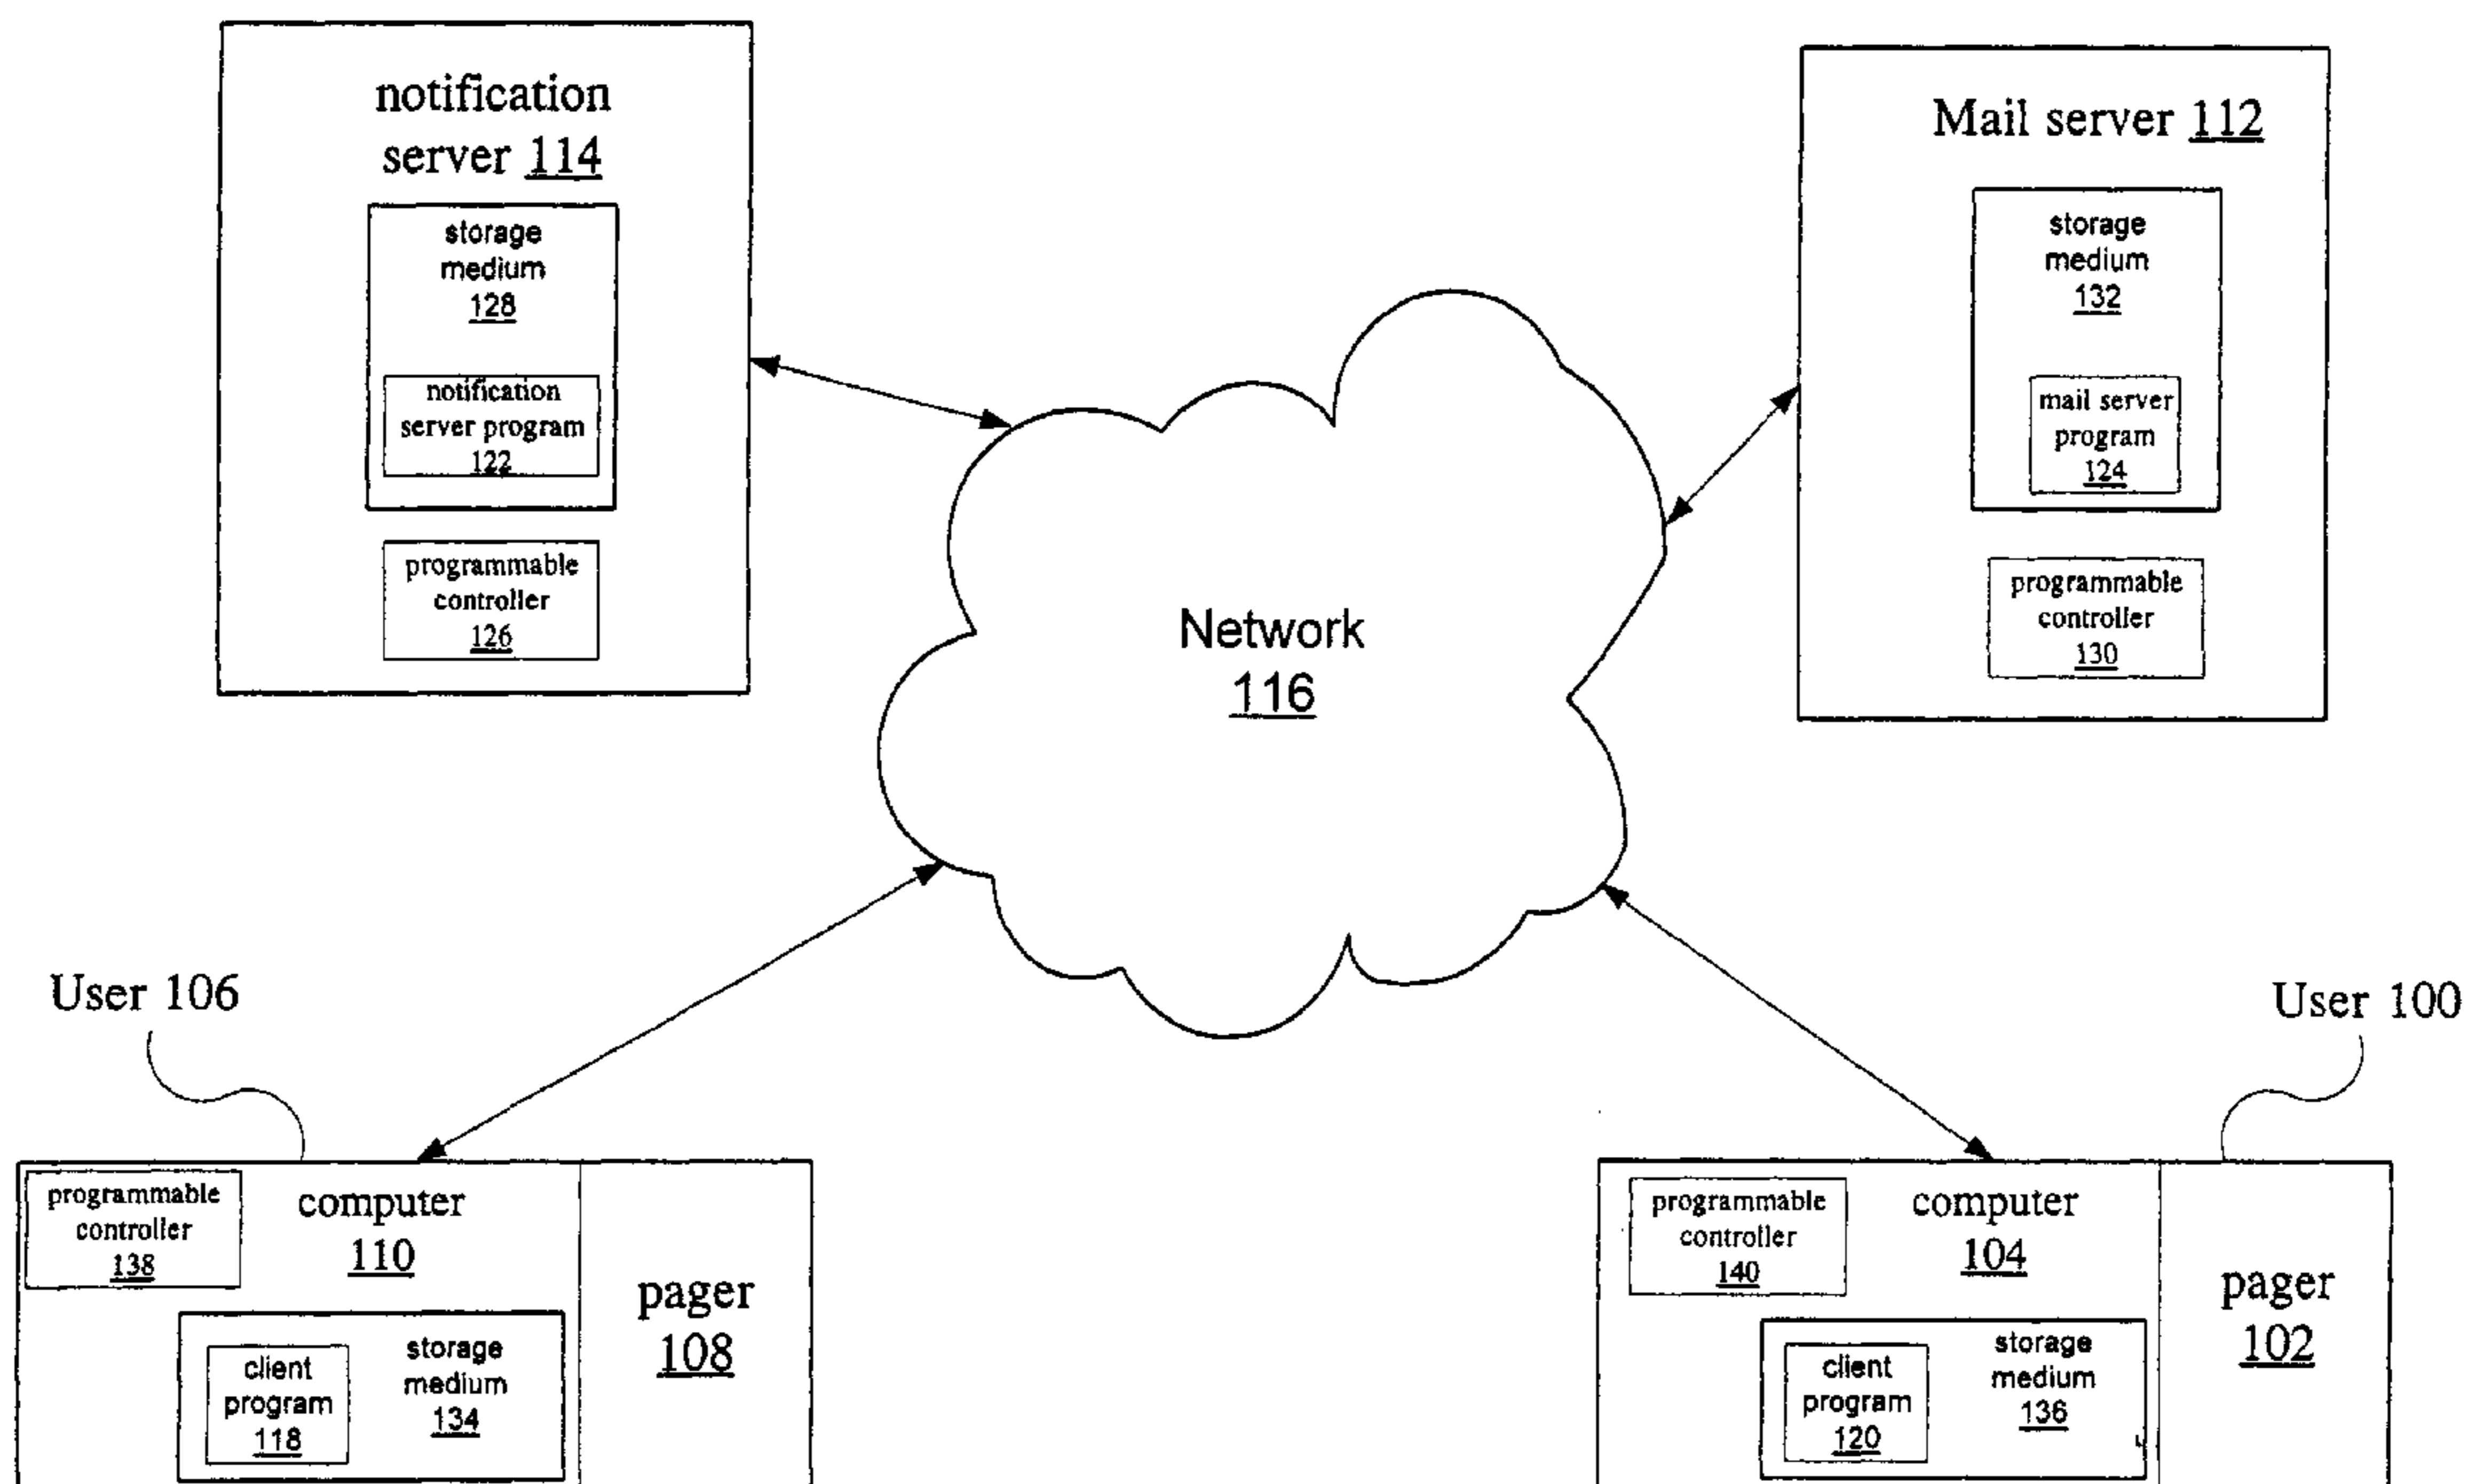 notification
server 114
storage
medium
128
notification
server program
122
programmable
controller
126
Mail server 112
storage
medium
132
mail server
program
124
programmable
controller
130
Network
116
User 106
programmable
controller
138
computer
110
client
program
118
storage
medium
134
pager
108
User 100
programmable
controller
140
computer
104
client
program
120
storage
medium
136
pager
102